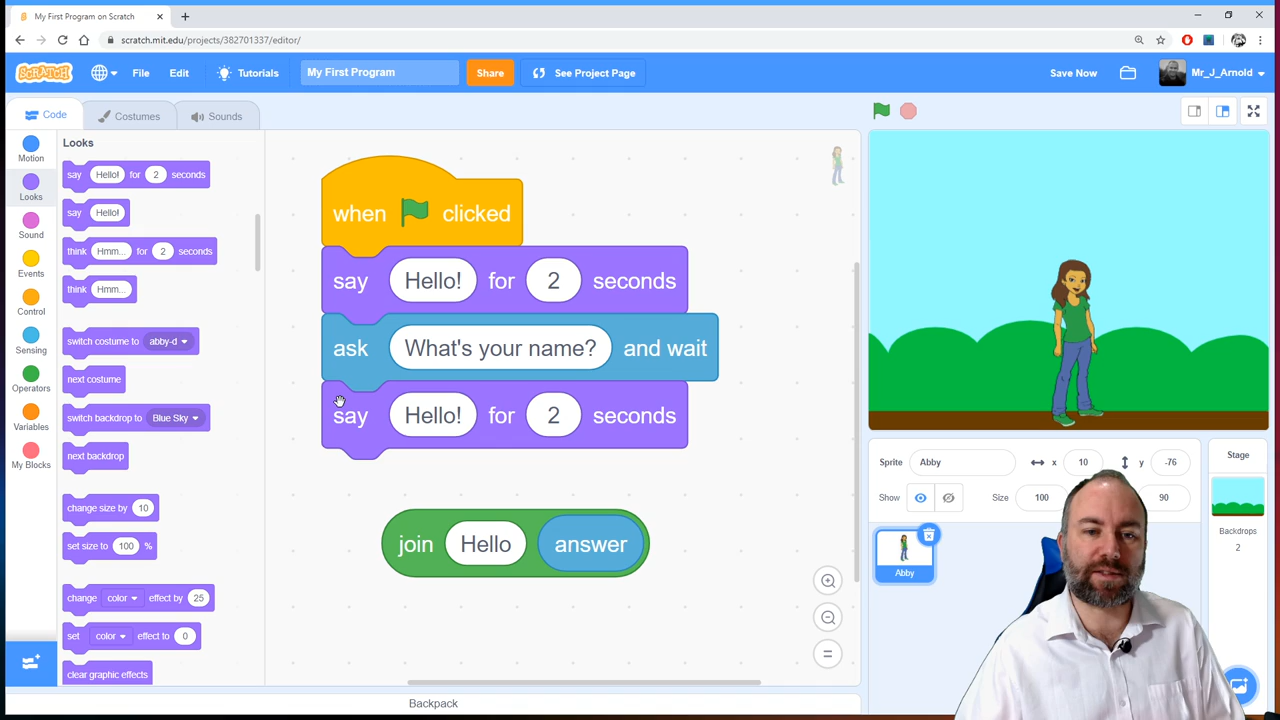 My First Program on Scratch
scratch.mit.edu/projects/382701337/editor/
SCRATCH File Edit Tutorials My First Program Share See Project Page Save Now Mr_J_Arnold
Code Costumes Sounds
Motion
Looks
Sound
Events
Control
Sensing
Operators
Variables
My Blocks
Looks
say Hello! for 2 seconds
say Hello!
think Hmm... for 2 seconds
think Hmm...
switch costume to abby-d
next costume
switch backdrop to Blue Sky
next backdrop
change size by 10
set size to 100 %
change color effect by 25
set color effect to 0
clear graphic effects
when clicked
say Hello! for 2 seconds
ask What's your name? and wait
say Hello! for 2 seconds
join Hello answer
Backpack
Sprite Abby x 10 y -76
Show Size 100 90
Abby
Stage
Backdrops
2